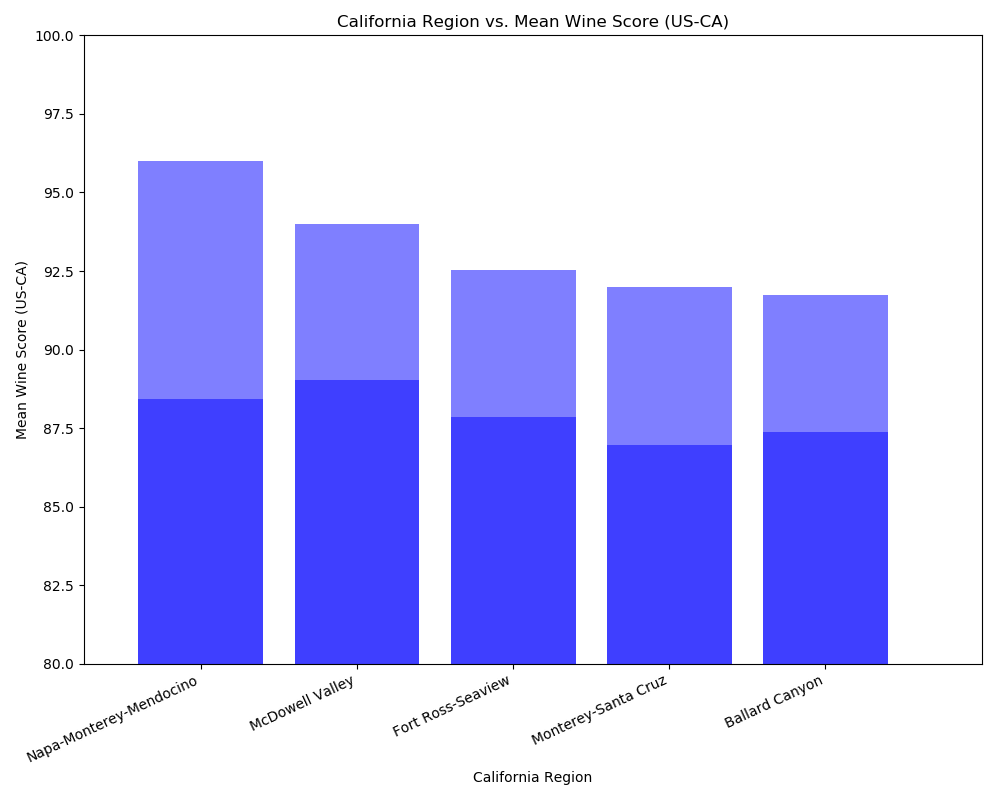 California Region vs. Mean Wine Score (US-CA)
100.0
97.5
95.0
92.5
90.0
87.5
85.0
82.5
80.0
Mean Wine Score (US-CA)
Napa-Monterey-Mendocino
McDowell Valley
Fort Ross-Seaview
Monterey-Santa Cruz
Ballard Canyon
California Region